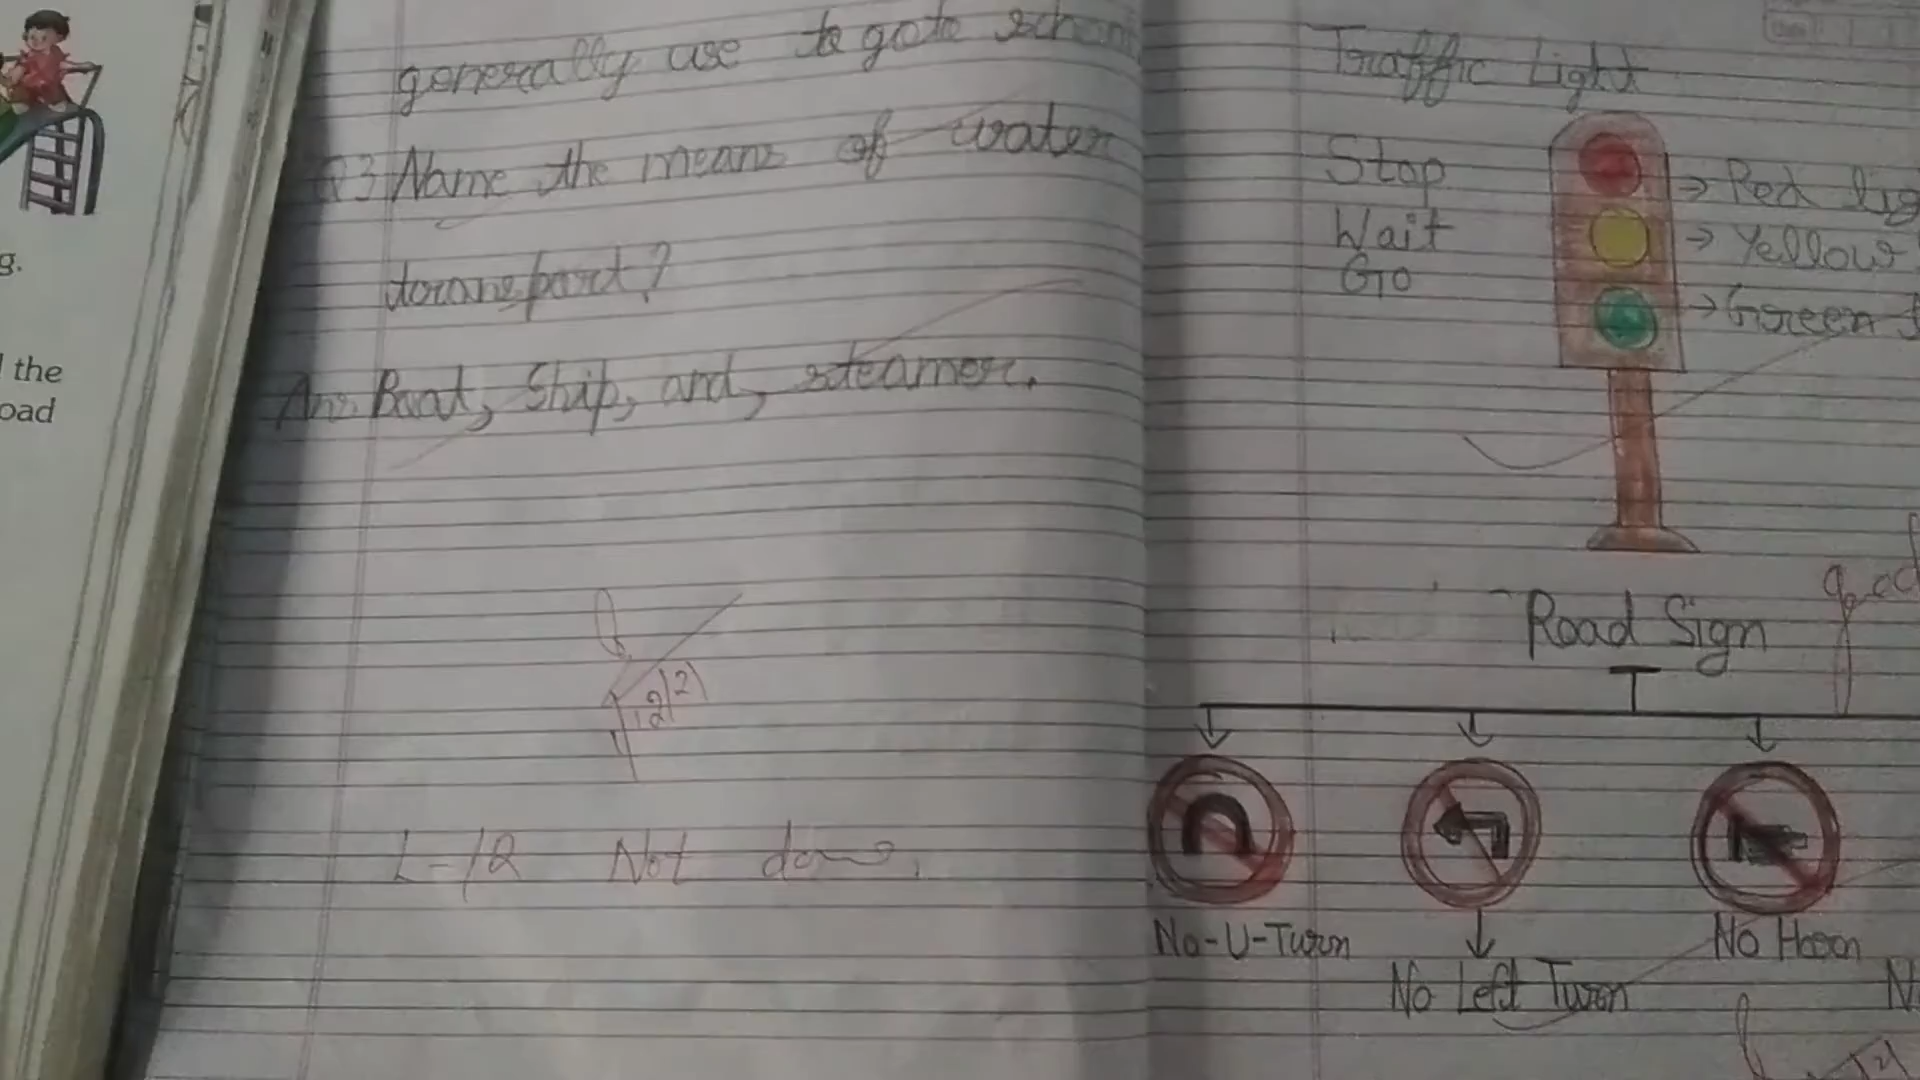 g.
the
oad
generally use to go to school
Q3 Name the means of water
transport?
Ans Boat, Ship, and, steamer.
L-12 Not done.
Traffic Light
Stop
Wait
Go
→ Red lig
→ Yellow
→ Green
Road Sign
No-U-Turn
No Left Turn
No Horn